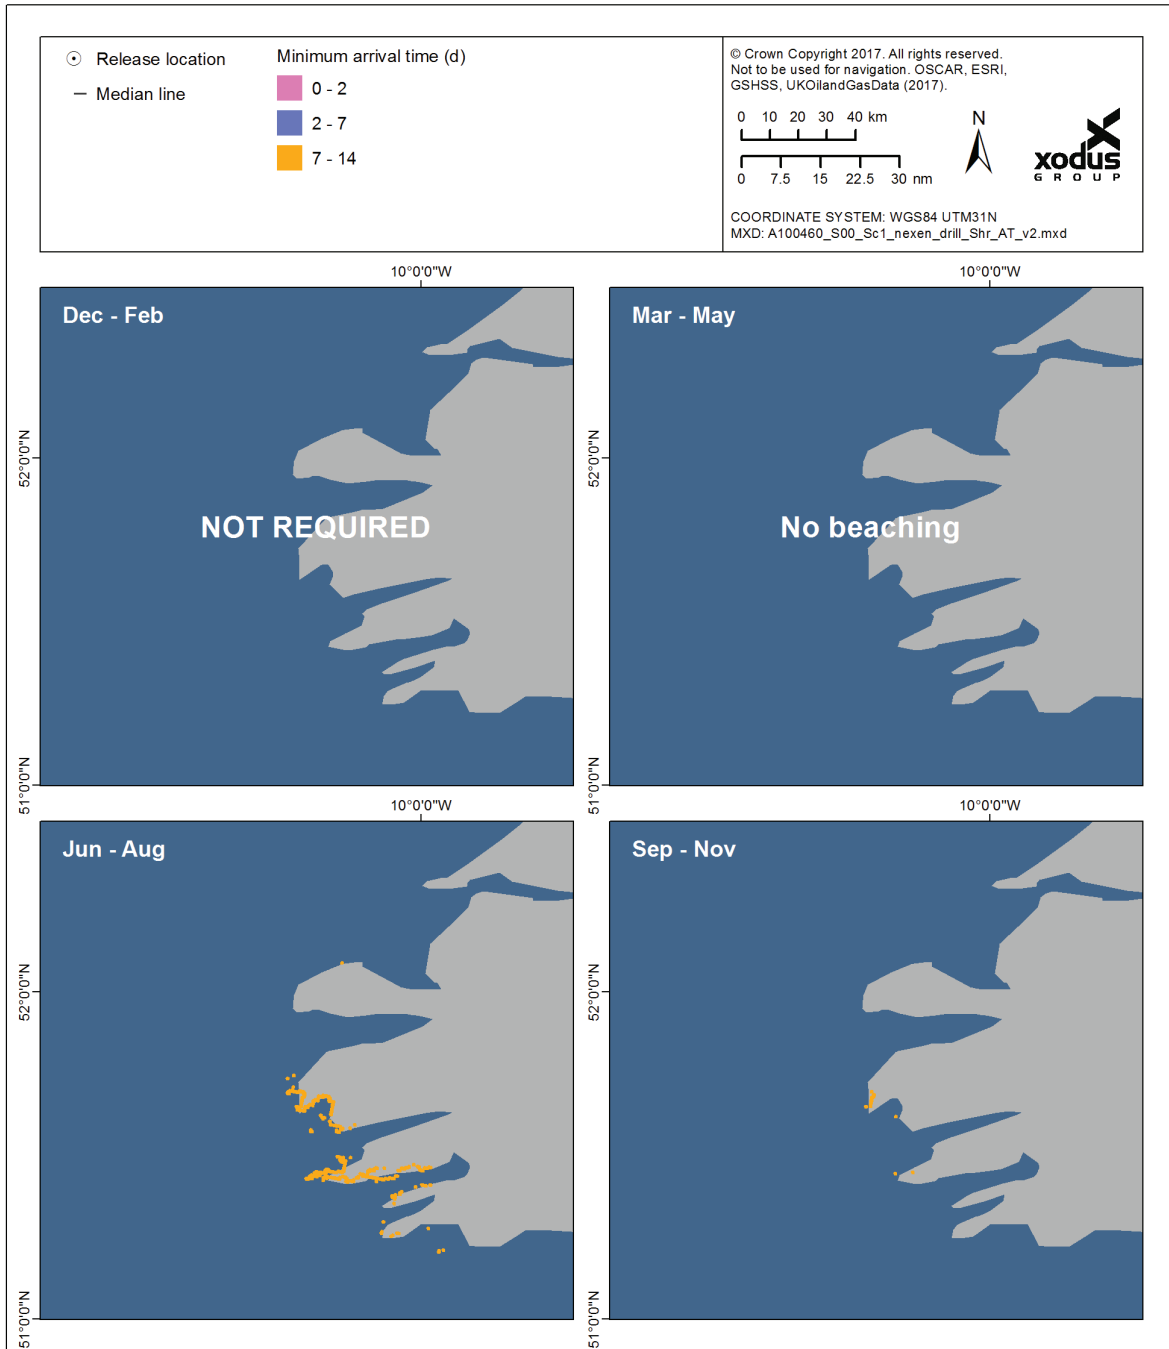 Release location
Median line
Minimum arrival time (d)
0 - 2
2 - 7
7 - 14
© Crown Copyright 2017. All rights reserved.
Not to be used for navigation. OSCAR, ESRI,
GSHSS, UKOilandGasData (2017).
0 10 20 30 40 km
0 7.5 15 22.5 30 nm
N
xodus
GROUP
COORDINATE SYSTEM: WGS84 UTM31N
MXD: A100460_S00_Sc1_nexen_drill_Shr_AT_v2.mxd
10°0'0"W
10°0'0"W
Dec - Feb
Mar - May
52°0'0"N
52°0'0"N
NOT REQUIRED
No beaching
51°0'0"N
51°0'0"N
10°0'0"W
10°0'0"W
Jun - Aug
Sep - Nov
52°0'0"N
52°0'0"N
51°0'0"N
51°0'0"N